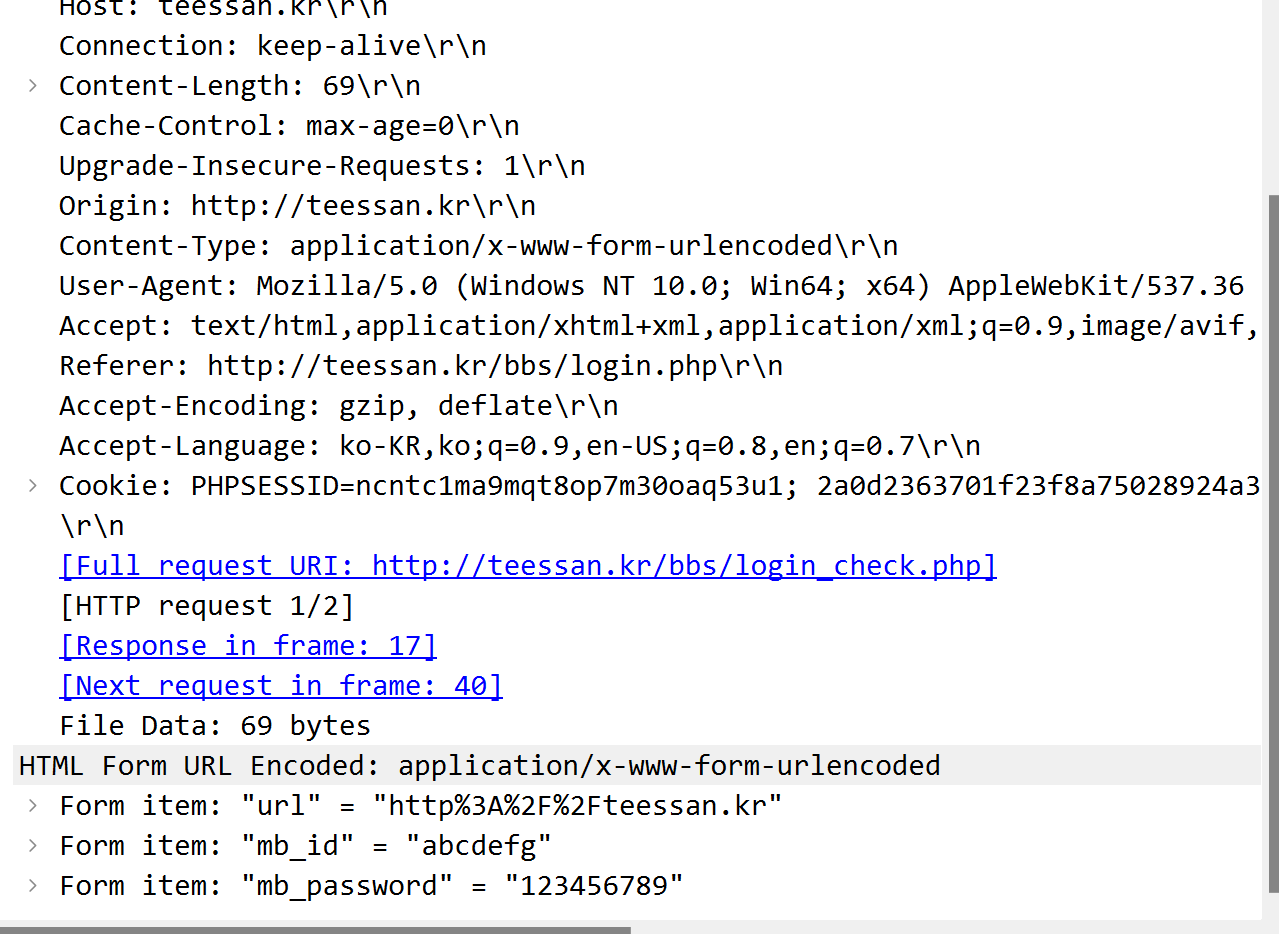 Host: teessan.kr\r\n
Connection: keep-alive\r\n
Content-Length: 69\r\n
Cache-Control: max-age=0\r\n
Upgrade-Insecure-Requests: 1\r\n
Origin: http://teessan.kr\r\n
Content-Type: application/x-www-form-urlencoded\r\n
User-Agent: Mozilla/5.0 (Windows NT 10.0; Win64; x64) AppleWebKit/537.36
Accept: text/html,application/xhtml+xml,application/xml;q=0.9,image/avif,
Referer: http://teessan.kr/bbs/login.php\r\n
Accept-Encoding: gzip, deflate\r\n
Accept-Language: ko-KR,ko;q=0.9,en-US;q=0.8,en;q=0.7\r\n
Cookie: PHPSESSID=ncntc1ma9mqt8op7m30oaq53u1; 2a0d2363701f23f8a75028924a3
\r\n
[Full request URI: http://teessan.kr/bbs/login_check.php]
[HTTP request 1/2]
[Response in frame: 17]
[Next request in frame: 40]
File Data: 69 bytes
HTML Form URL Encoded: application/x-www-form-urlencoded
Form item: "url" = "http%3A%2F%2Fteessan.kr"
Form item: "mb_id" = "abcdefg"
Form item: "mb_password" = "123456789"